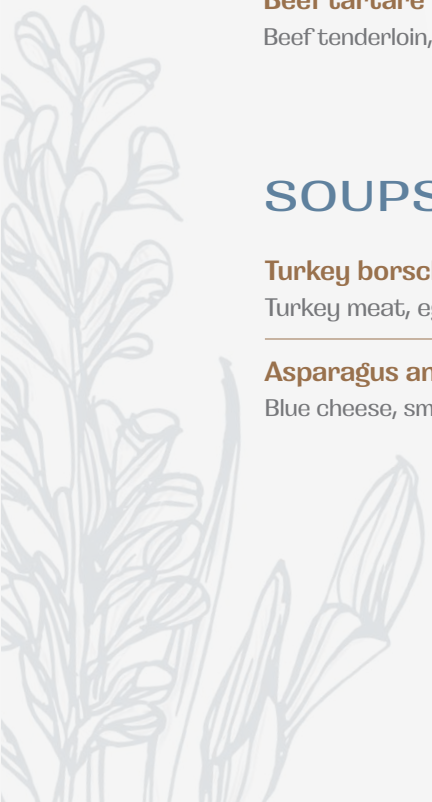 Beef tartare
Beef tenderloin,
SOUPS
Turkey borsc
Turkey meat, e
Asparagus an
Blue cheese, sm